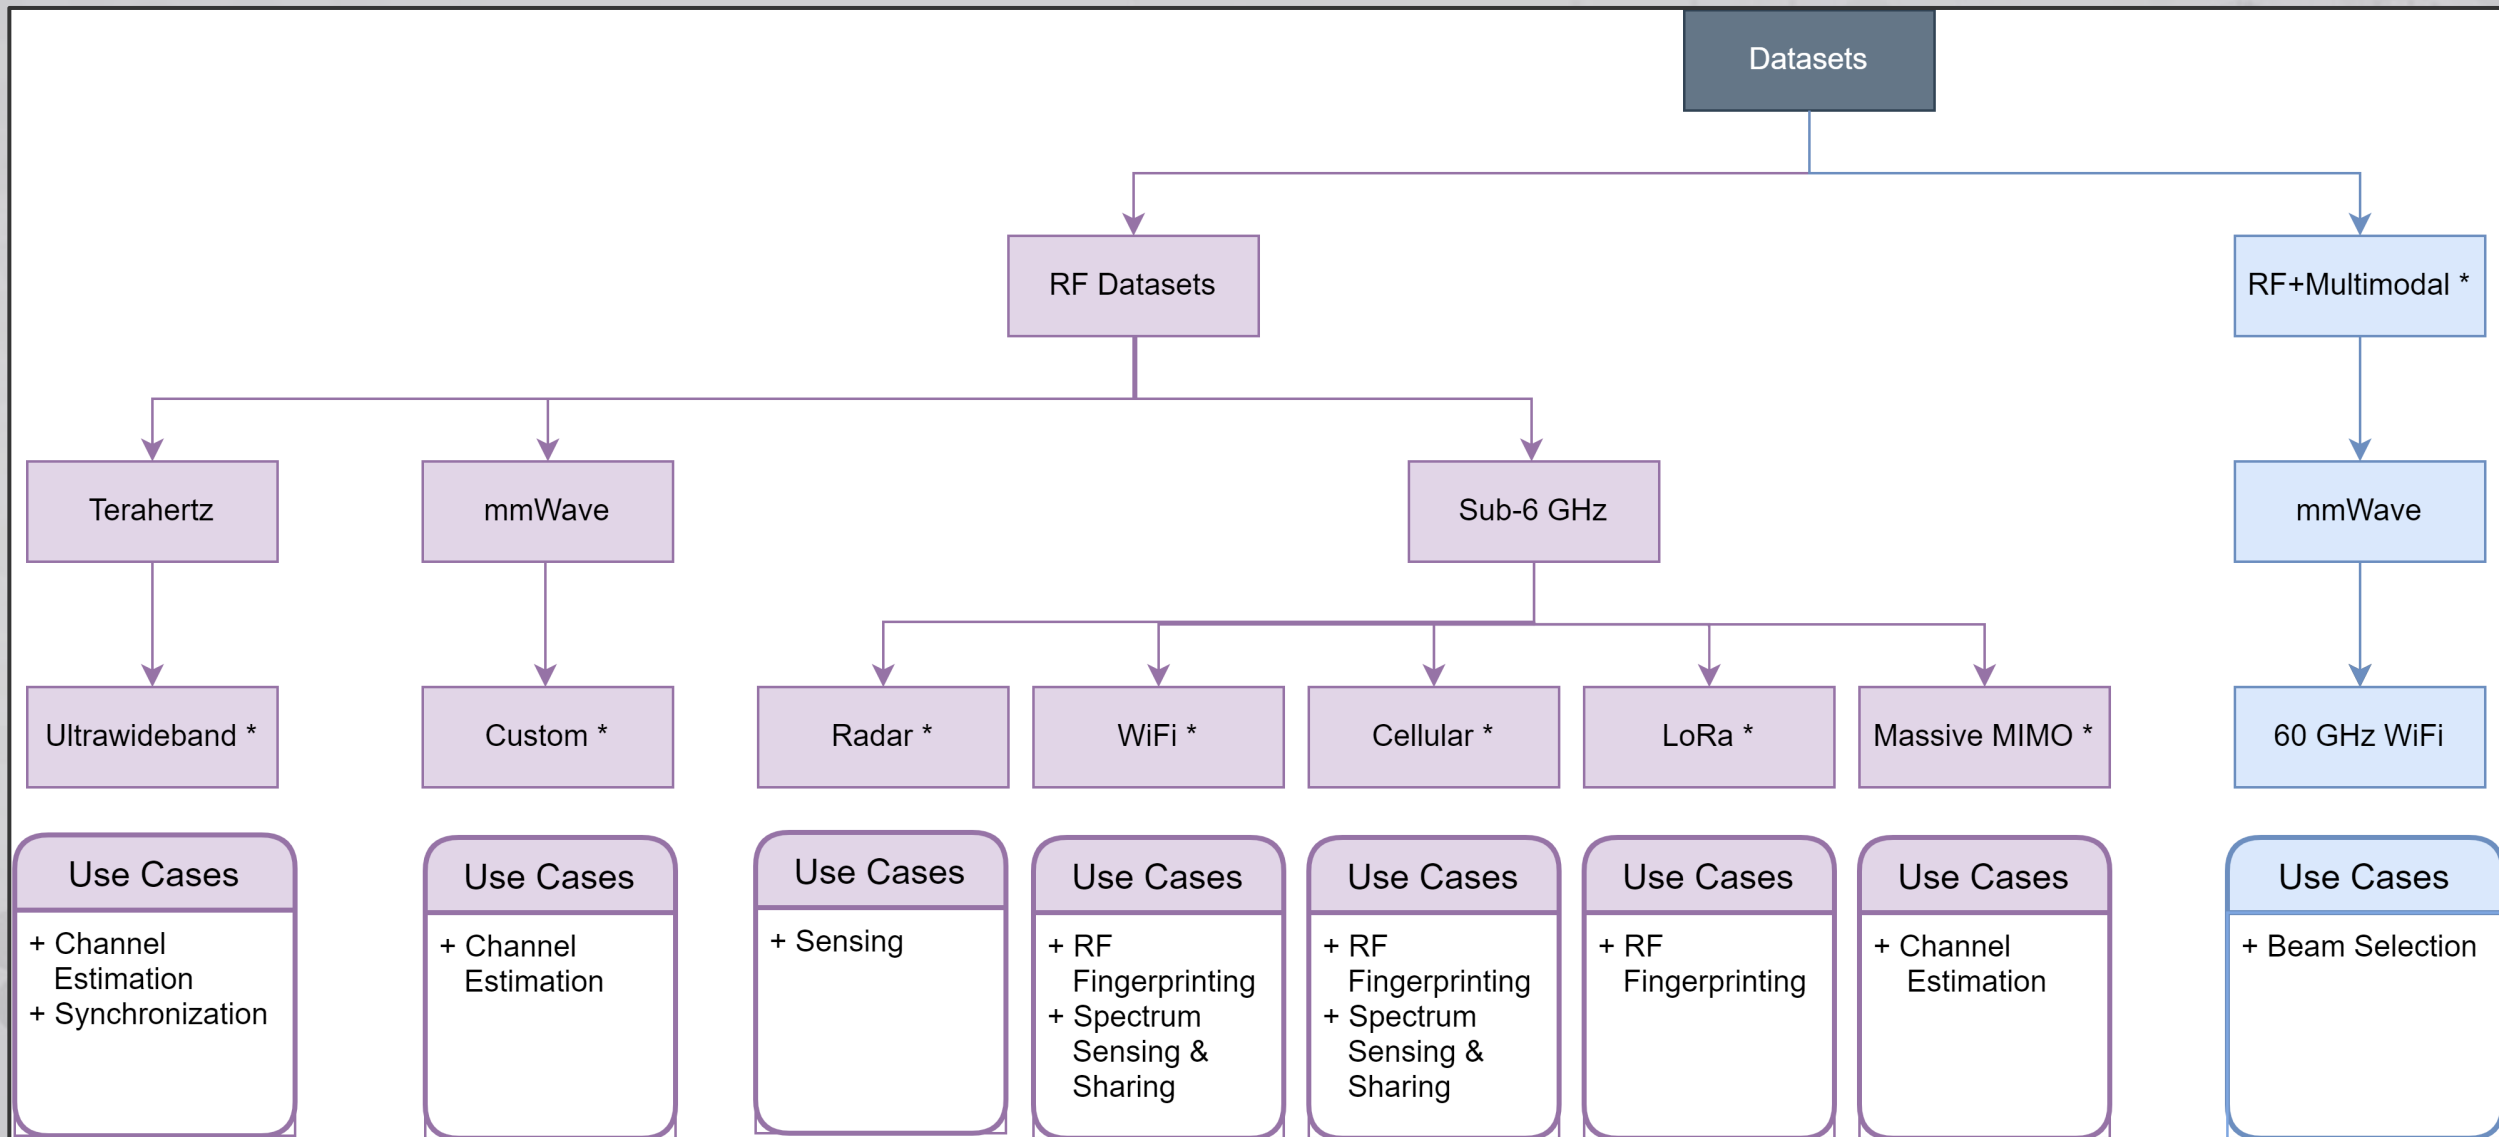 Datasets
RF Datasets
RF+Multimodal *
Terahertz
mmWave
Sub-6 GHz
mmWave
Ultrawideband *
Custom *
Radar *
WiFi *
Cellular *
LoRa *
Massive MIMO *
60 GHz WiFi
Use Cases
+ Channel
Estimation
+ Synchronization
Use Cases
+ Channel
Estimation
Use Cases
+ Sensing
Use Cases
+ RF
Fingerprinting
+ Spectrum
Sensing &
Sharing
Use Cases
+ RF
Fingerprinting
+ Spectrum
Sensing &
Sharing
Use Cases
+ RF
Fingerprinting
Use Cases
+ Channel
Estimation
Use Cases
+ Beam Selection